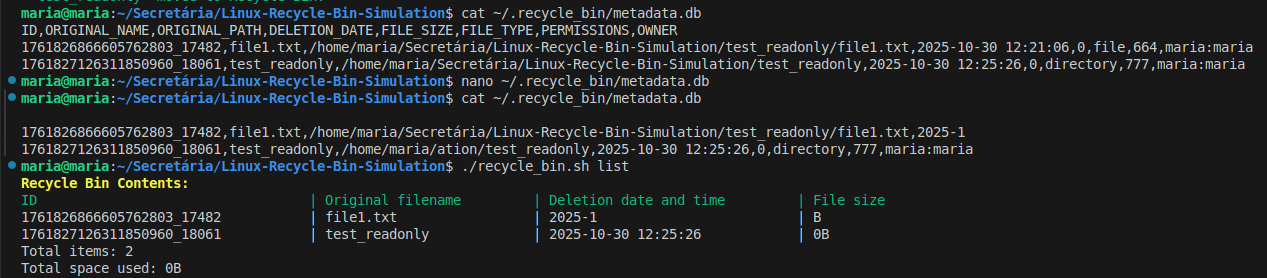 maria@maria:~/Secretária/Linux-Recycle-Bin-Simulation$ cat ~/.recycle_bin/metadata.db
ID,ORIGINAL_NAME,ORIGINAL_PATH,DELETION_DATE,FILE_SIZE,FILE_TYPE,PERMISSIONS,OWNER
1761826866605762803_17482,file1.txt,/home/maria/Secretária/Linux-Recycle-Bin-Simulation/test_readonly/file1.txt,2025-10-30 12:21:06,0,file,664,maria:maria
1761827126311850960_18061,test_readonly,/home/maria/Secretária/Linux-Recycle-Bin-Simulation/test_readonly,2025-10-30 12:25:26,0,directory,777,maria:maria
maria@maria:~/Secretária/Linux-Recycle-Bin-Simulation$ nano ~/.recycle_bin/metadata.db
maria@maria:~/Secretária/Linux-Recycle-Bin-Simulation$ cat ~/.recycle_bin/metadata.db
1761826866605762803_17482,file1.txt,/home/maria/Secretária/Linux-Recycle-Bin-Simulation/test_readonly/file1.txt,2025-1
1761827126311850960_18061,test_readonly,/home/maria/ation/test_readonly,2025-10-30 12:25:26,0,directory,777,maria:maria
maria@maria:~/Secretária/Linux-Recycle-Bin-Simulation$ ./recycle_bin.sh list
Recycle Bin Contents:
ID | Original filename | Deletion date and time | File size
1761826866605762803_17482 | file1.txt | 2025-1 | B
1761827126311850960_18061 | test_readonly | 2025-10-30 12:25:26 | 0B
Total items: 2
Total space used: 0B